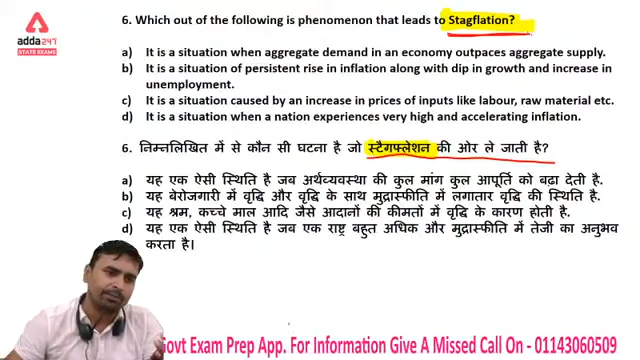 6. Which out of the following is phenomenon that leads to Stagflation?
adda247
STATE EXAMS
a) It is a situation when aggregate demand in an economy outpaces aggregate supply.
b) It is situation of persistent rise in inflation along with dip in growth and increase in
unemployment.
c) It is a situation caused by an increase in prices of inputs like labour, raw material etc.
d) It is a situation when a nation experiences very high and accelerating inflation.
6. निम्नलिखित में से कौन सी घटना है जो स्टैगफ्लेशन की ओर ले जाती है?
a) यह एक ऐसी स्थिति है जब अर्थव्यवस्था की कुल मांग कुल आपूर्ति को बढ़ा देती है.
b) यह बेरोजगारी में वृद्धि और वृद्धि के साथ मुद्रास्फीति में लगातार वृद्धि की स्थिति है.
c) यह श्रम, कच्चे माल आदि जैसे आदानों की कीमतों में वृद्धि के कारण होती है.
d) यह एक ऐसी स्थिति है जब एक राष्ट्र बहुत अधिक और मुद्रास्फीति में तेजी का अनुभव
करता है।
Govt Exam Prep App. For Information Give A Missed Call On - 01143060509